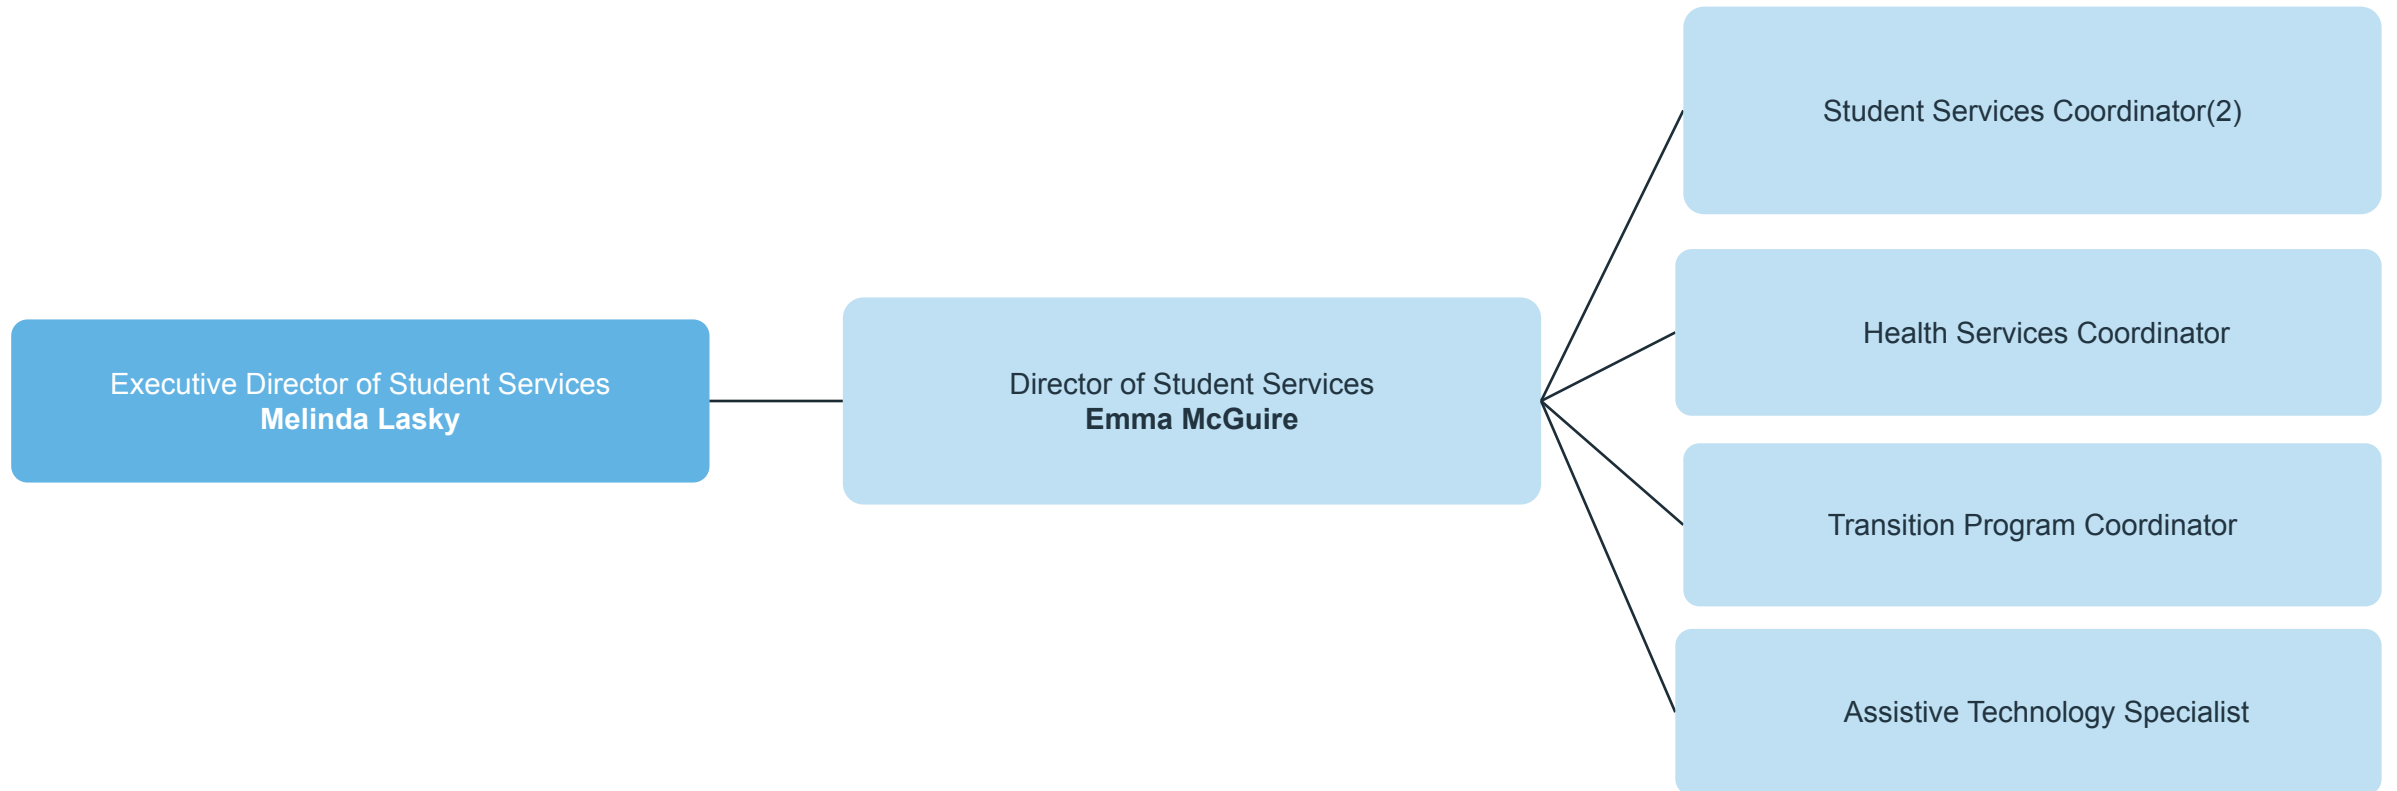 Executive Director of Student Services
Melinda Lasky
Director of Student Services
Emma McGuire
Student Services Coordinator(2)
Health Services Coordinator
Transition Program Coordinator
Assistive Technology Specialist